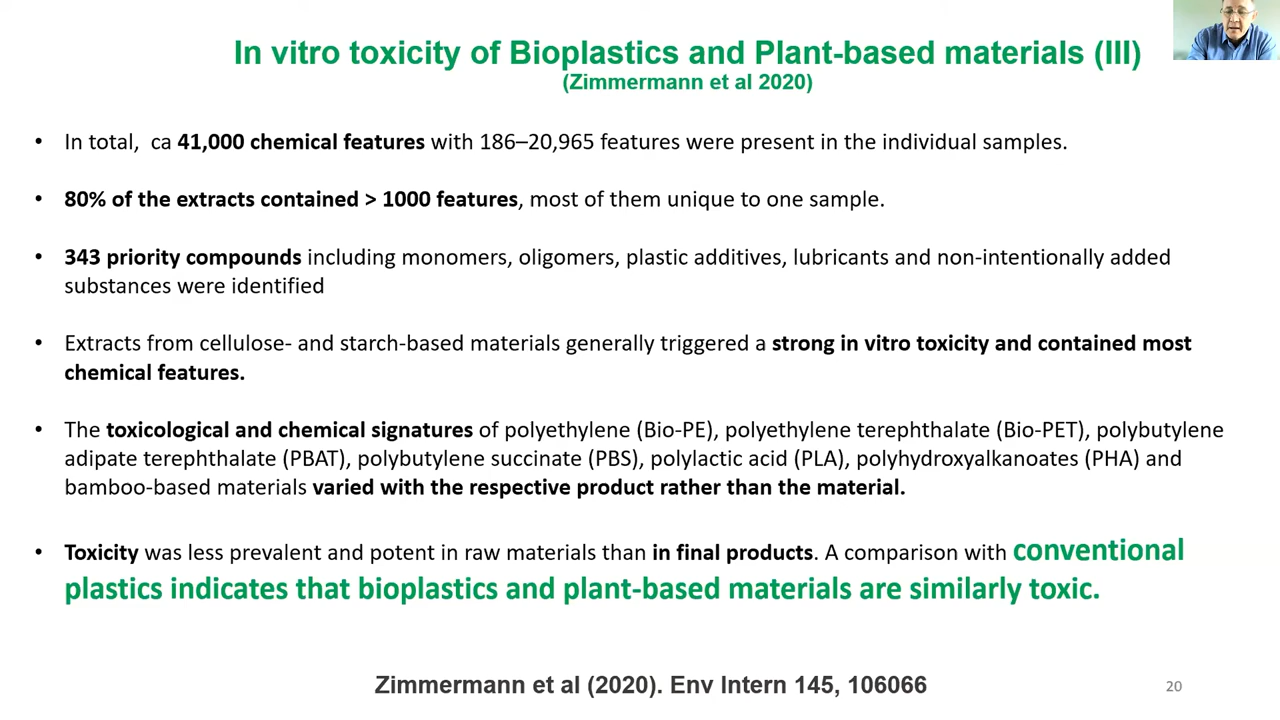 In vitro toxicity of Bioplastics and Plant-based materials (III)
(Zimmermann et al 2020)
• In total,  ca 41,000 chemical features with 186–20,965 features were present in the individual samples.
• 80% of the extracts contained > 1000 features, most of them unique to one sample.
• 343 priority compounds including monomers, oligomers, plastic additives, lubricants and non-intentionally added
substances were identified
• Extracts from cellulose- and starch-based materials generally triggered a strong in vitro toxicity and contained most
chemical features.
• The toxicological and chemical signatures of polyethylene (Bio-PE), polyethylene terephthalate (Bio-PET), polybutylene
adipate terephthalate (PBAT), polybutylene succinate (PBS), polylactic acid (PLA), polyhydroxyalkanoates (PHA) and
bamboo-based materials varied with the respective product rather than the material.
• Toxicity was less prevalent and potent in raw materials than in final products. A comparison with conventional
plastics indicates that bioplastics and plant-based materials are similarly toxic.
Zimmermann et al (2020). Env Intern 145, 106066
20